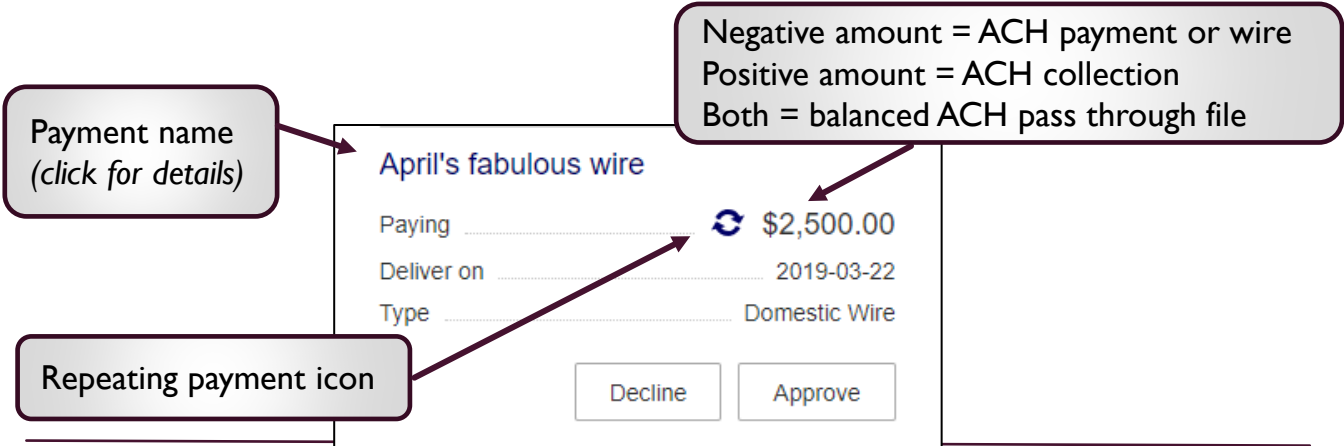 Negative amount = ACH payment or wire
Positive amount = ACH collection
Both = balanced ACH pass through file
Payment name
(click for details)
April's fabulous wire
Paying $2,500.00
Deliver on 2019-03-22
Type Domestic Wire
Repeating payment icon
Decline Approve